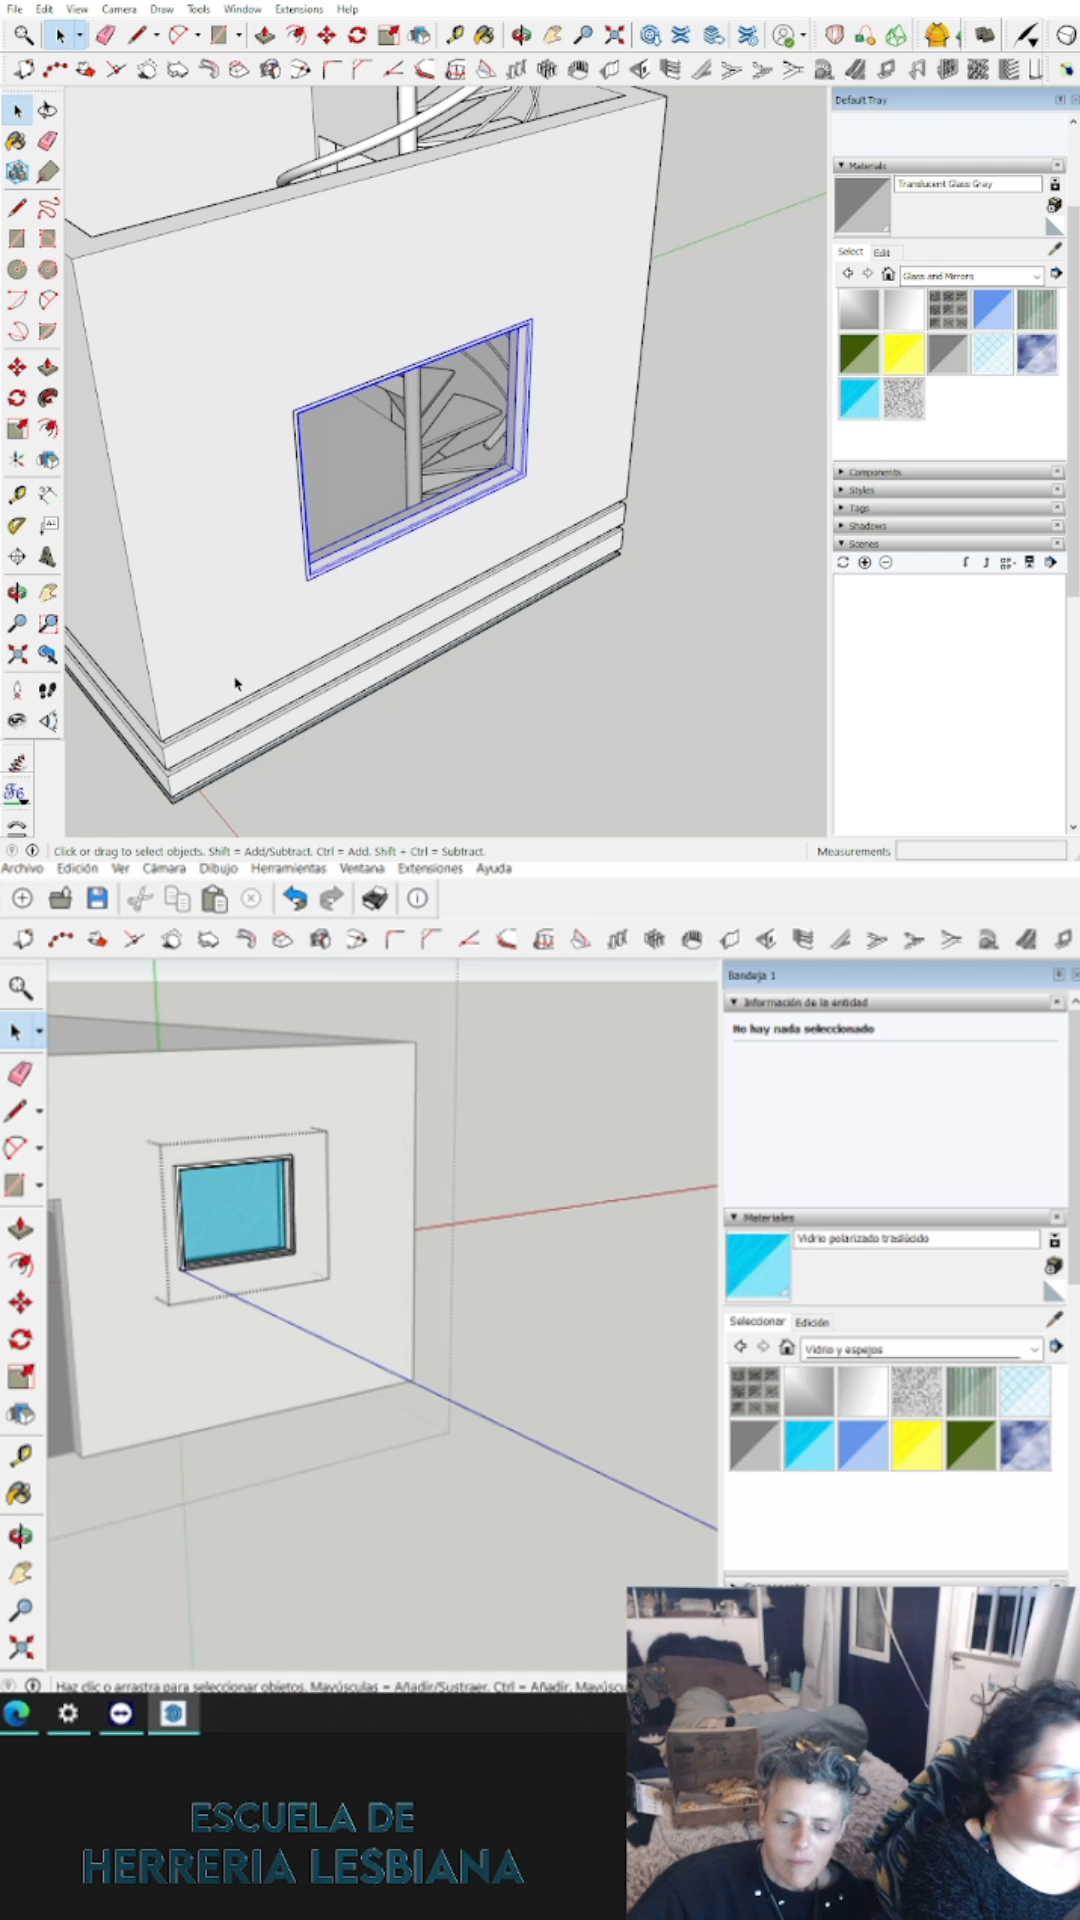 File Edit View Camera Draw Tools Window Extensions Help
Default Tray
Materials
Translucent Glass Gray
Select Edit
Glass and Mirrors
Components
Styles
Tags
Shadows
Scenes
Click or drag to select objects. Shift = Add/Subtract. Ctrl = Add. Shift + Ctrl = Subtract.
Measurements
Archivo Edición Ver Cámara Dibujo Herramientas Ventana Extensiones Ayuda
Bandeja 1
Información de la entidad
No hay nada seleccionado
Materiales
Vidrio polarizado traslúcido
Seleccionar Edición
Vidrio y espejos
Haz clic o arrastra para seleccionar objetos. Mayúsculas = Añadir/Sustraer. Ctrl = Añadir. Mayúscu
ESCUELA DE
HERRERIA LESBIANA